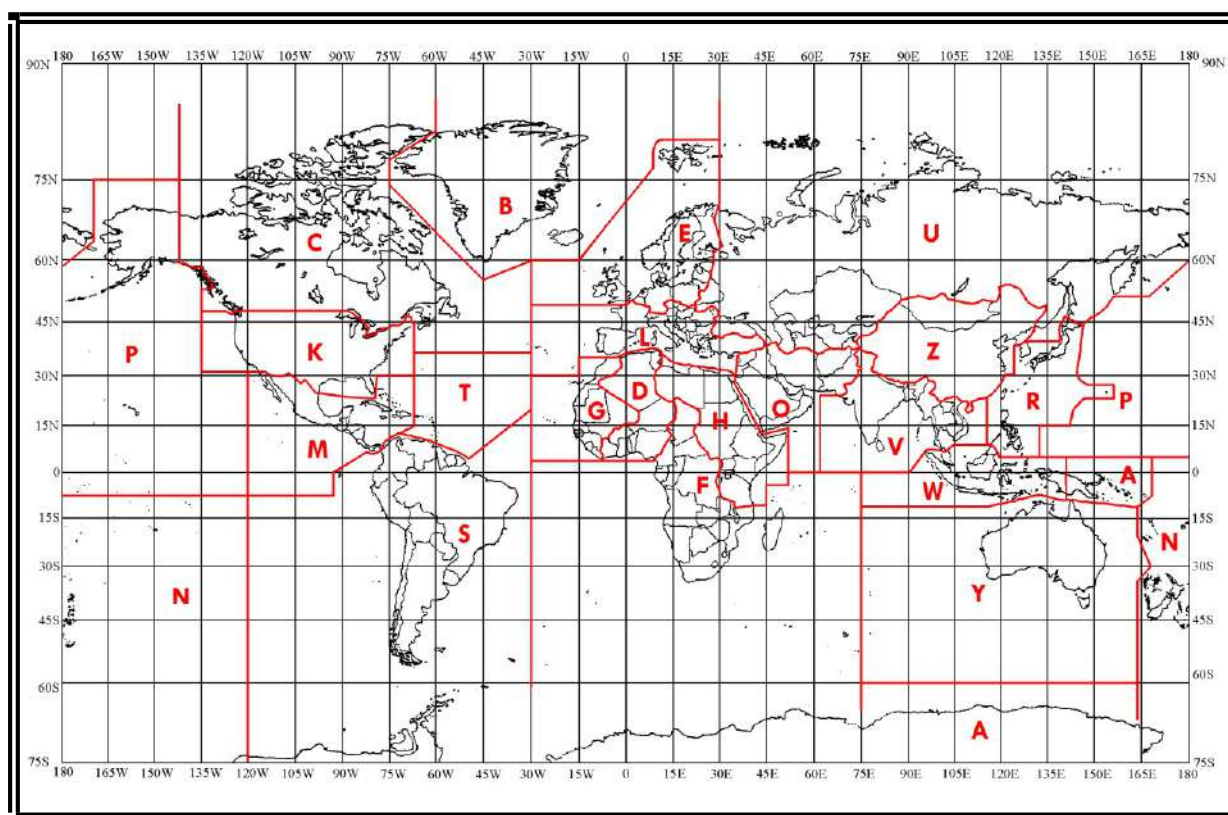 180 165W 150W 135W 120W 105W 90W 75W 60W 45W 30W 15W 0 15E 30E 45E 60E 75E 90E 105E 120E 135E 150E 165E 180
90N 90N
75N 75N
B
E U
C
60N 60N
45N 45N
L
P K Z
30N 30N
T D O R P
G H
15N 15N
M V
0 A 0
F W
15S 15S
S N
30S 30S
N Y
45S 45S
60S 60S
A
75S 75S
180 165W 150W 135W 120W 105W 90W 75W 60W 45W 30W 15W 0 15E 30E 45E 60E 75E 90E 105E 120E 135E 150E 165E 180